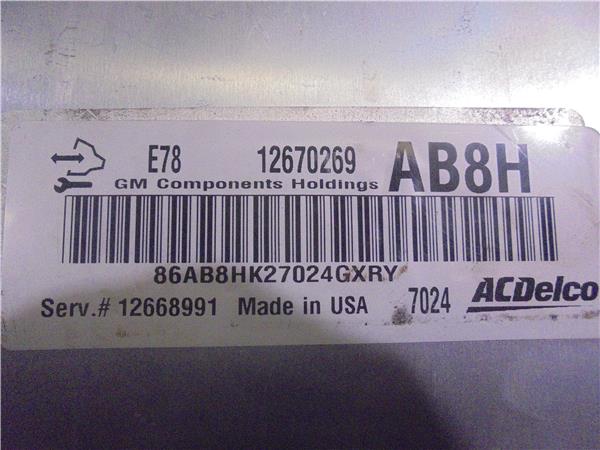 E78 12670269 AB8H
GM Components Holdings
86AB8HK27024GXRY
Serv.# 12668991 Made in USA 7024 ACDelco